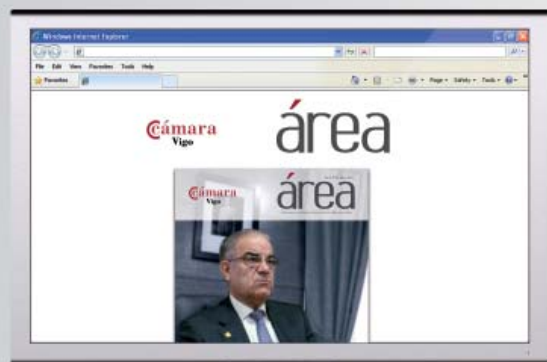 Windows Internet Explorer
File Edit View Favorites Tools Help
Favorites
Page Safety Tools
Cámara
Vigo
área
Cámara
Vigo
área